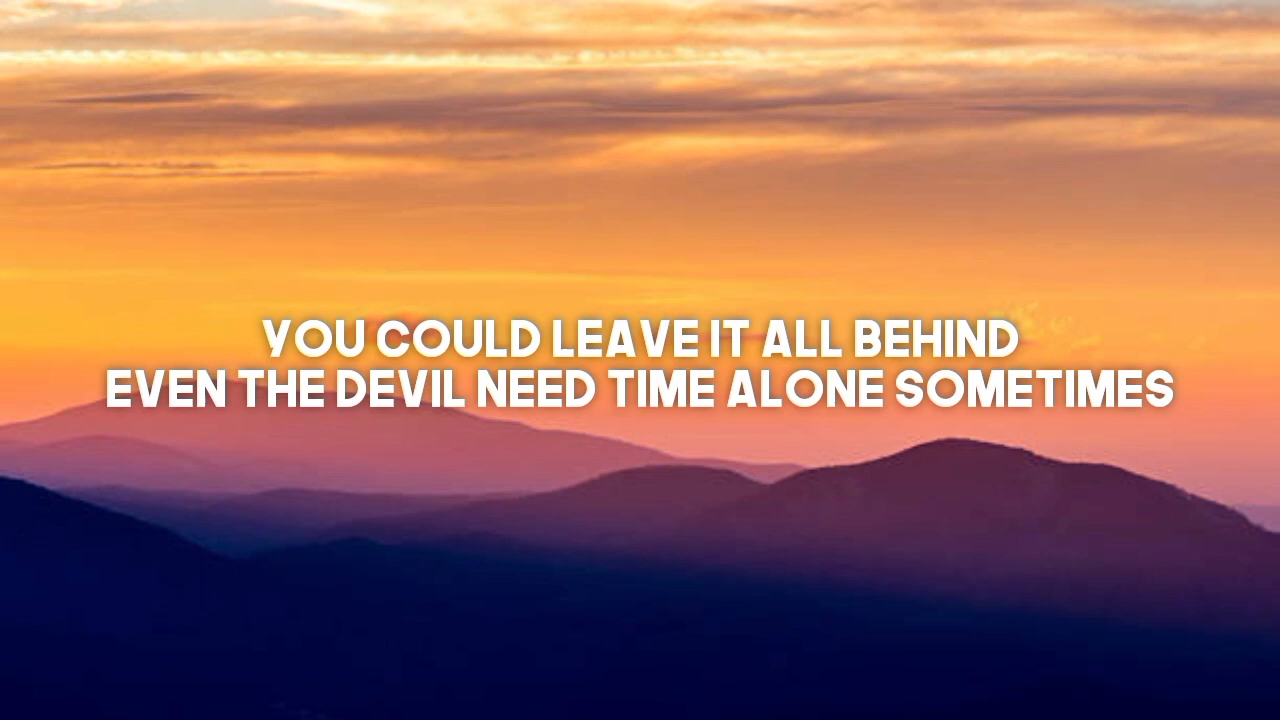 YOU COULD LEAVE IT ALL BEHIND
EVEN THE DEVIL NEED TIME ALONE SOMETIMES